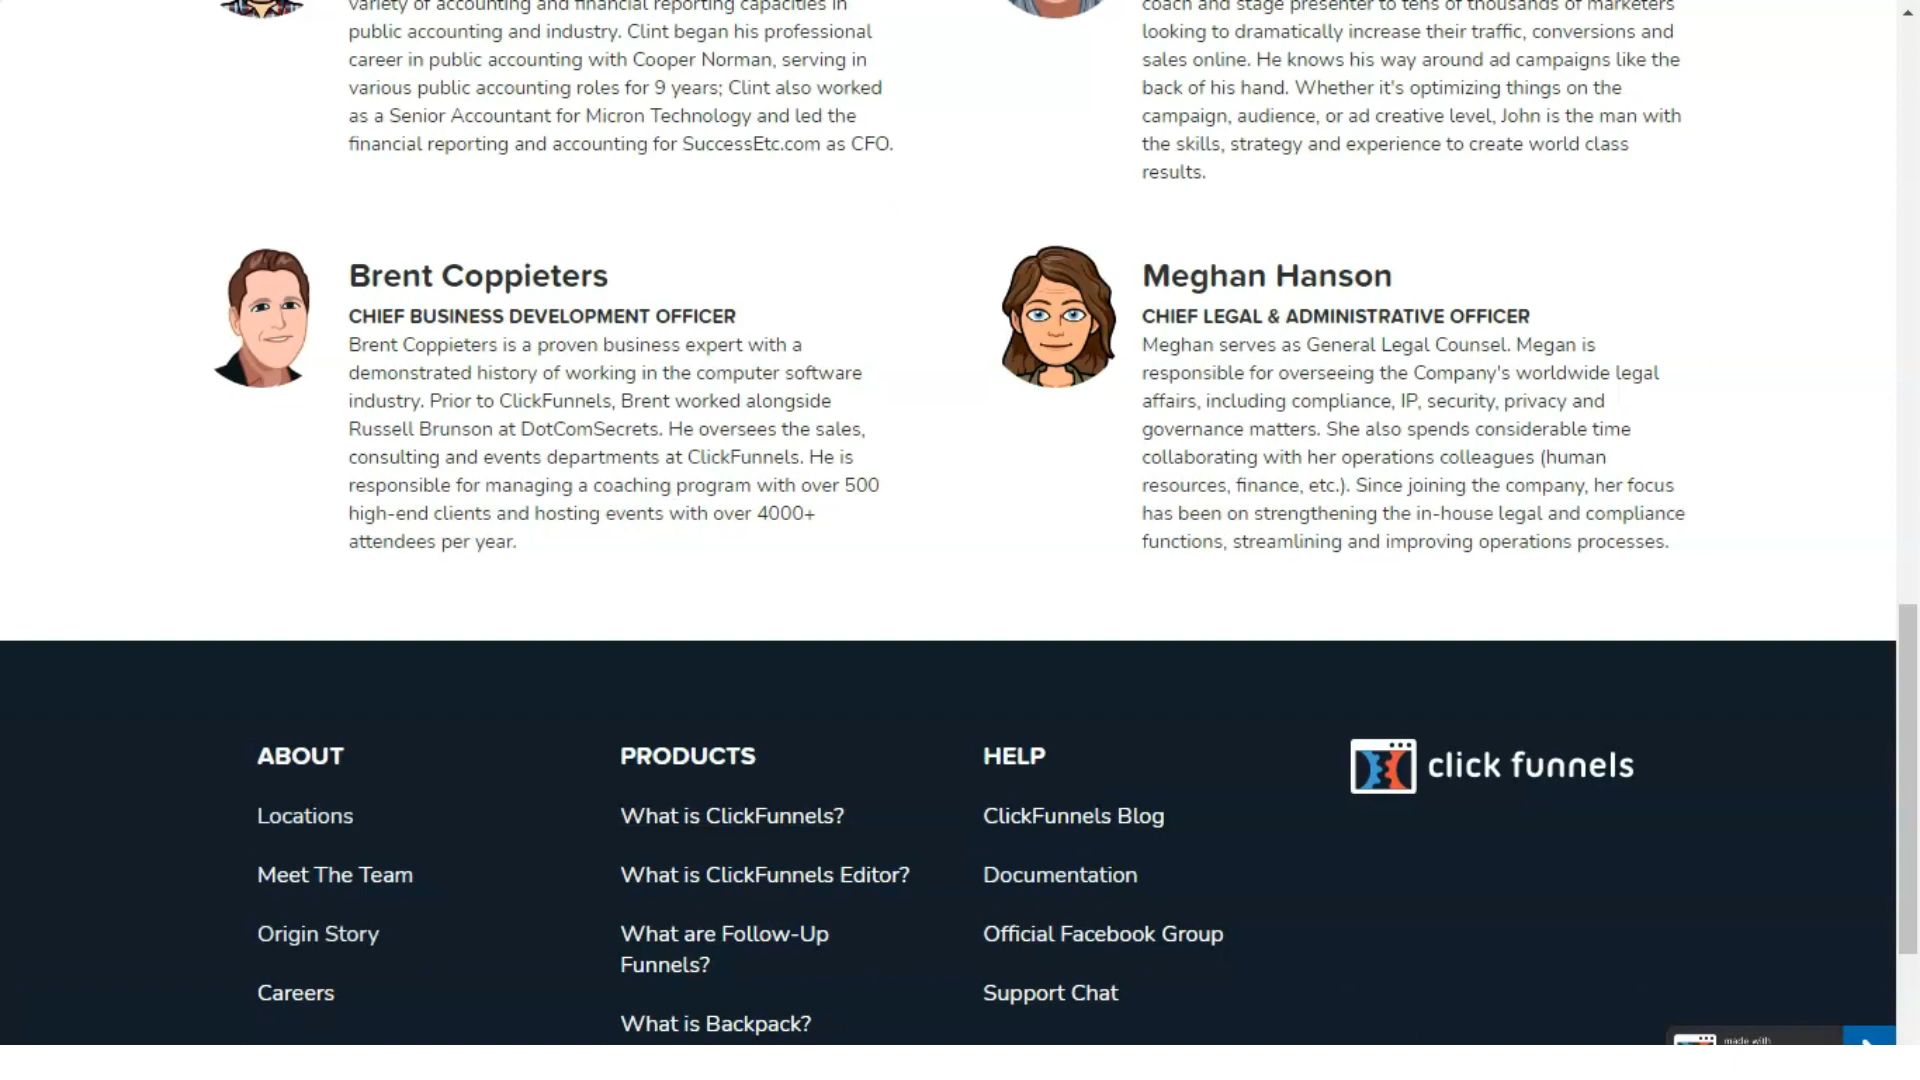 variety of accounting and financial reporting capacities in
public accounting and industry. Clint began his professional
career in public accounting with Cooper Norman, serving in
various public accounting roles for 9 years; Clint also worked
as a Senior Accountant for Micron Technology and led the
financial reporting and accounting for SuccessEtc.com as CFO.
coach and stage presenter to tens of thousands of marketers
looking to dramatically increase their traffic, conversions and
sales online. He knows his way around ad campaigns like the
back of his hand. Whether it's optimizing things on the
campaign, audience, or ad creative level, John is the man with
the skills, strategy and experience to create world class
results.
Brent Coppieters
CHIEF BUSINESS DEVELOPMENT OFFICER
Brent Coppieters is a proven business expert with a
demonstrated history of working in the computer software
industry. Prior to ClickFunnels, Brent worked alongside
Russell Brunson at DotComSecrets. He oversees the sales,
consulting and events departments at ClickFunnels. He is
responsible for managing a coaching program with over 500
high-end clients and hosting events with over 4000+
attendees per year.
Meghan Hanson
CHIEF LEGAL & ADMINISTRATIVE OFFICER
Meghan serves as General Legal Counsel. Megan is
responsible for overseeing the Company's worldwide legal
affairs, including compliance, IP, security, privacy and
governance matters. She also spends considerable time
collaborating with her operations colleagues (human
resources, finance, etc.). Since joining the company, her focus
has been on strengthening the in-house legal and compliance
functions, streamlining and improving operations processes.
ABOUT
Locations
Meet The Team
Origin Story
Careers
PRODUCTS
What is ClickFunnels?
What is ClickFunnels Editor?
What are Follow-Up
Funnels?
What is Backpack?
HELP
ClickFunnels Blog
Documentation
Official Facebook Group
Support Chat
click funnels
made with